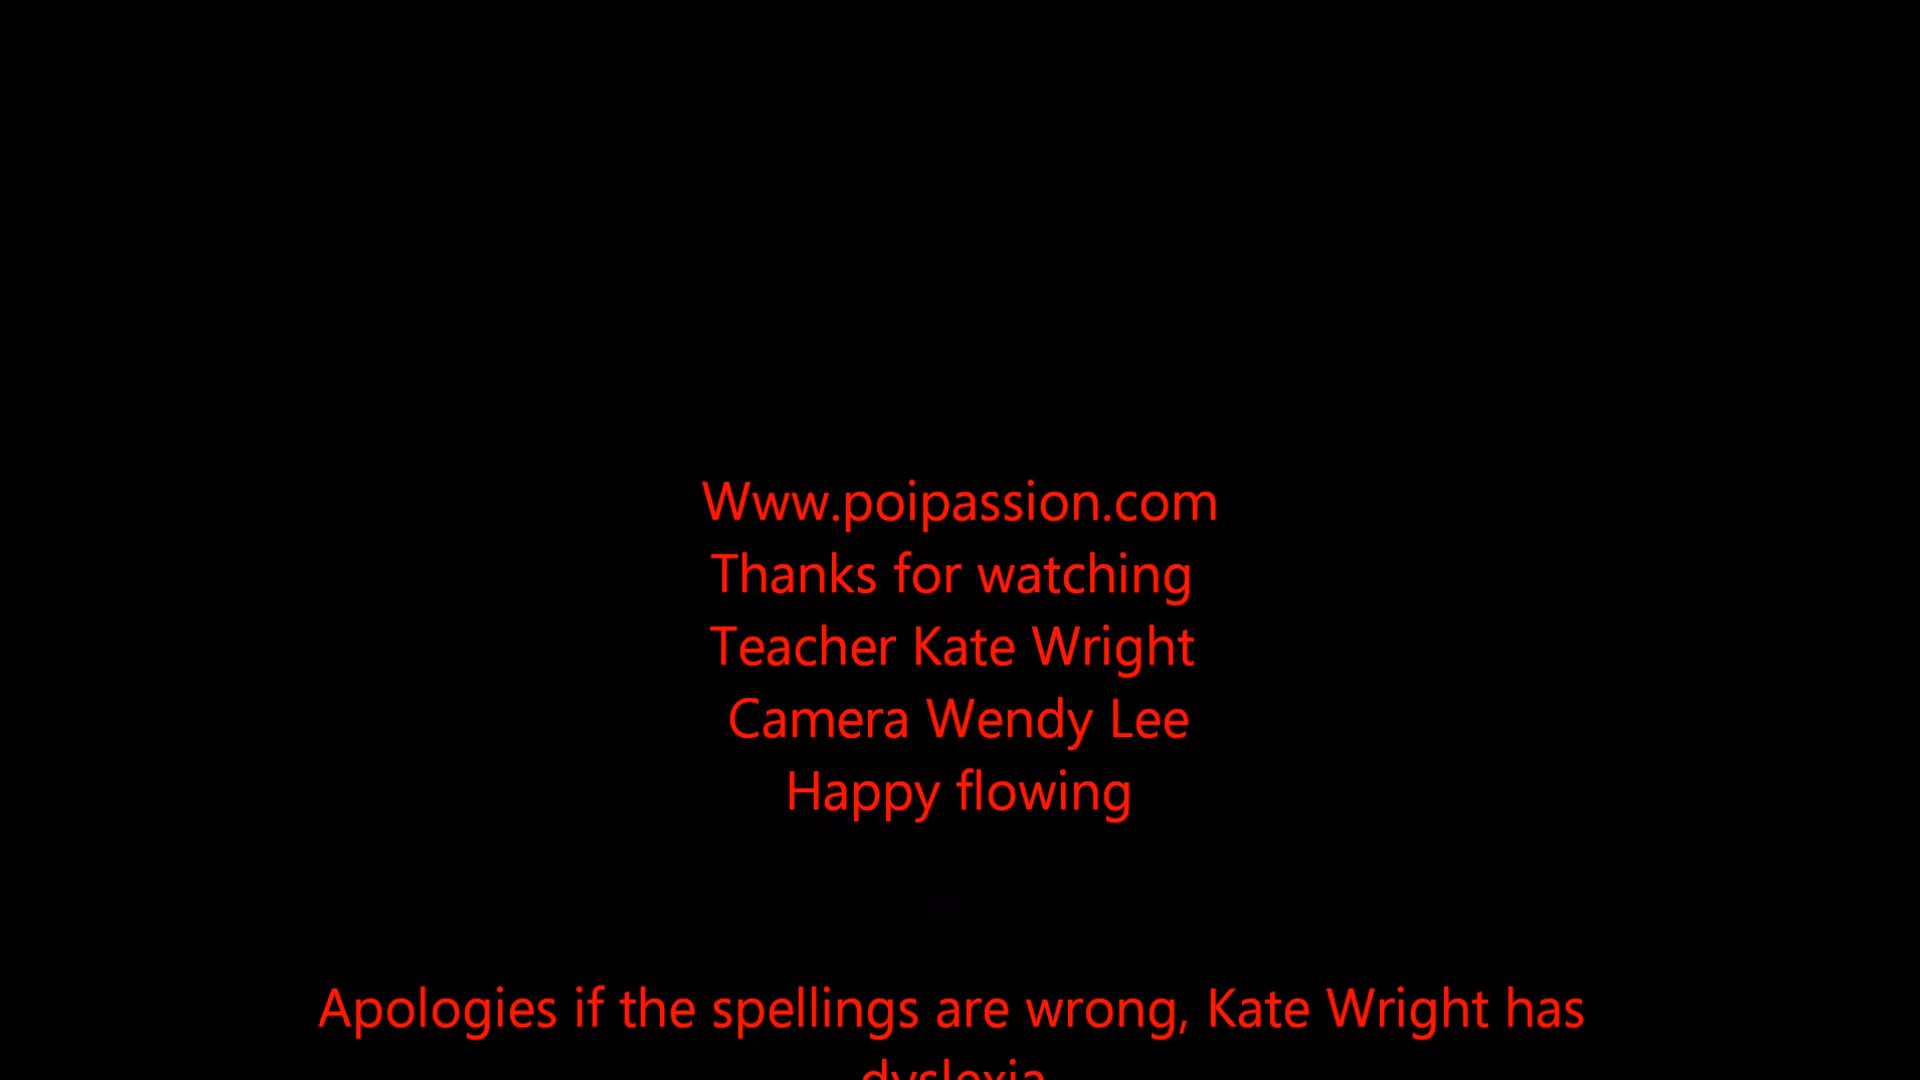 Www.poipassion.com
Thanks for watching
Teacher Kate Wright
Camera Wendy Lee
Happy flowing
Apologies if the spellings are wrong, Kate Wright has
dyslexia